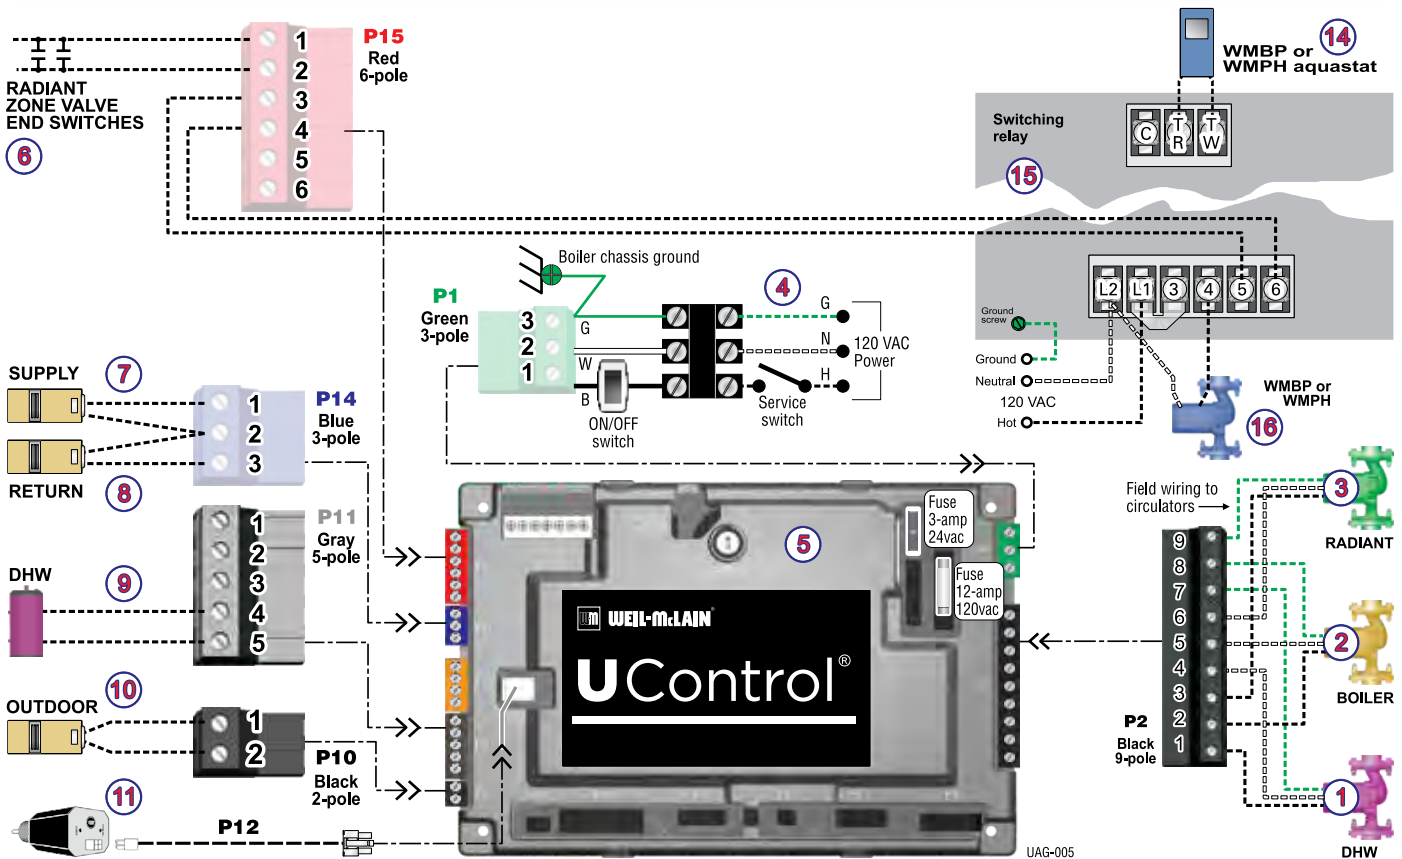 1
2
3
4
5
6
P15
Red
6-pole
RADIANT
ZONE VALVE
END SWITCHES
6
WMBP or
WMPH aquastat
14
Switching
relay
15
C
T
R
T
W
L2
L1
3
4
5
6
Ground
screw
Ground
Neutral
120 VAC
Hot
WMBP or
WMPH
16
Boiler chassis ground
P1
Green
3-pole
3
2
1
G
W
B
ON/OFF
switch
4
G
N
H
120 VAC
Power
Service
switch
SUPPLY
7
RETURN
8
1
2
3
P14
Blue
3-pole
1
2
3
4
5
P11
Gray
5-pole
DHW
9
OUTDOOR
10
1
2
P10
Black
2-pole
11
P12
5
Fuse
3-amp
24vac
Fuse
12-amp
120vac
WM WEIL-McLAIN®
UControl®
Field wiring to
circulators
9
8
7
6
5
4
3
2
1
P2
Black
9-pole
3
RADIANT
2
BOILER
1
DHW
UAG-005